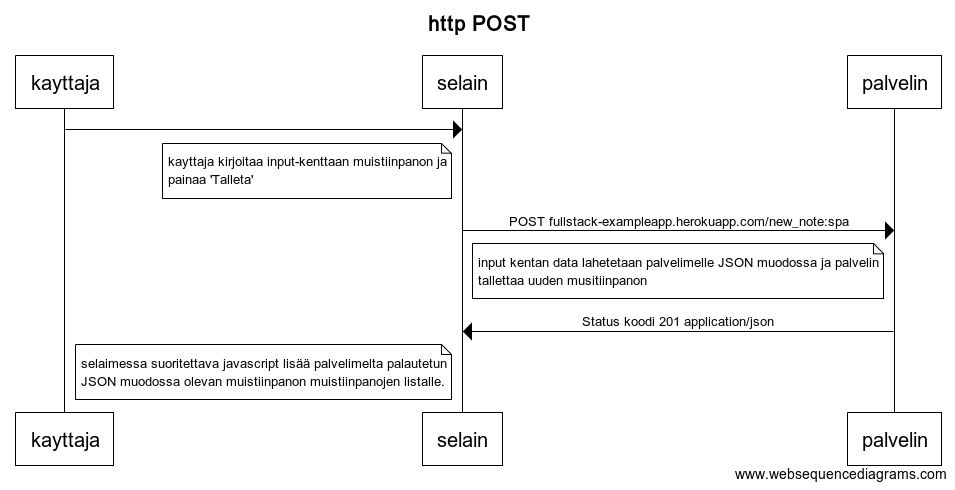 http POST
kayttaja
selain
palvelin
kayttaja kirjoitaa input-kenttaan muistiinpanon ja
painaa 'Talleta'
POST fullstack-exampleapp.herokuapp.com/new_note:spa
input kentan data lahetetaan palvelimelle JSON muodossa ja palvelin
tallettaa uuden musitiinpanon
Status koodi 201 application/json
selaimessa suoritettava javascript lisää palvelimelta palautetun
JSON muodossa olevan muistiinpanon muistiinpanojen listalle.
kayttaja
selain
palvelin
www.websequencediagrams.com